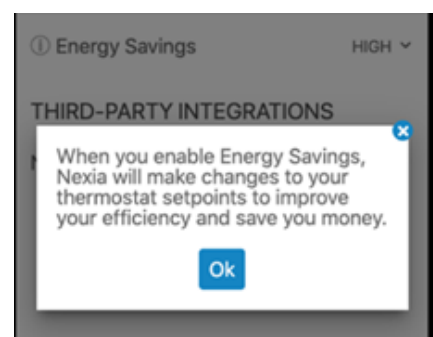 Energy Savings HIGH
THIRD-PARTY INTEGRATIONS
When you enable Energy Savings,
Nexia will make changes to your
thermostat setpoints to improve
your efficiency and save you money.
Ok